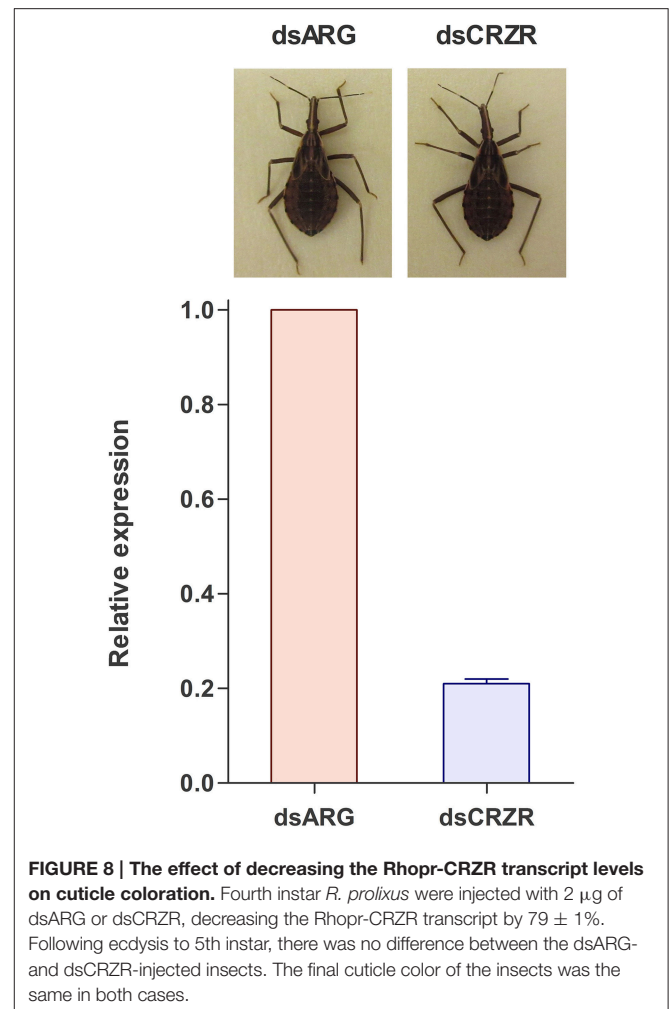 dsARG dsCRZR
1.0
0.8
0.6
0.4
0.2
0.0
Relative expression
dsARG dsCRZR
FIGURE 8 | The effect of decreasing the Rhopr-CRZR transcript levels
on cuticle coloration. Fourth instar R. prolixus were injected with 2 μg of
dsARG or dsCRZR, decreasing the Rhopr-CRZR transcript by 79 ± 1%.
Following ecdysis to 5th instar, there was no difference between the dsARG-
and dsCRZR-injected insects. The final cuticle color of the insects was the
same in both cases.